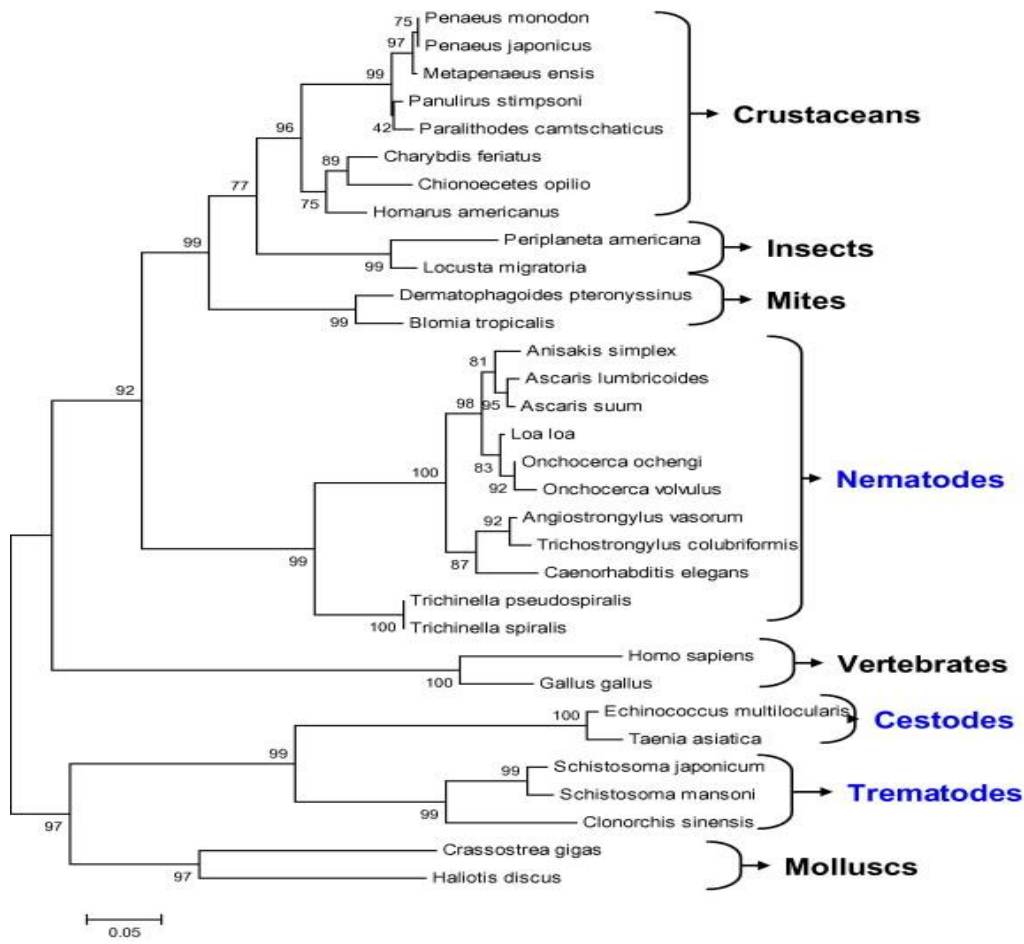 75 Penaeus monodon
97 Penaeus japonicus
99 Metapenaeus ensis
Panulirus stimpsoni
Crustaceans
96 42 Paralithodes camtschaticus
89 Charybdis feriatus
77 Chionoecetes opilio
75 Homarus americanus
99 Periplaneta americana
Insects
99 Locusta migratoria
Dermatophagoides pteronyssinus
Mites
99 Blomia tropicalis
81 Anisakis simplex
Ascaris lumbricoides
92 98 95 Ascaris suum
Loa loa
83 Onchocerca ochengi
100 Nematodes
92 Onchocerca volvulus
92 Angiostrongylus vasorum
Trichostrongylus colubriformis
99 87 Caenorhabditis elegans
Trichinella pseudospiralis
100 Trichinella spiralis
Homo sapiens
Vertebrates
100 Gallus gallus
100 Echinococcus multilocularis
Cestodes
99 Taenia asiatica
99 Schistosoma japonicum
Schistosoma mansoni
Trematodes
99 Clonorchis sinensis
97 Crassostrea gigas
Molluscs
97 Haliotis discus
0.05